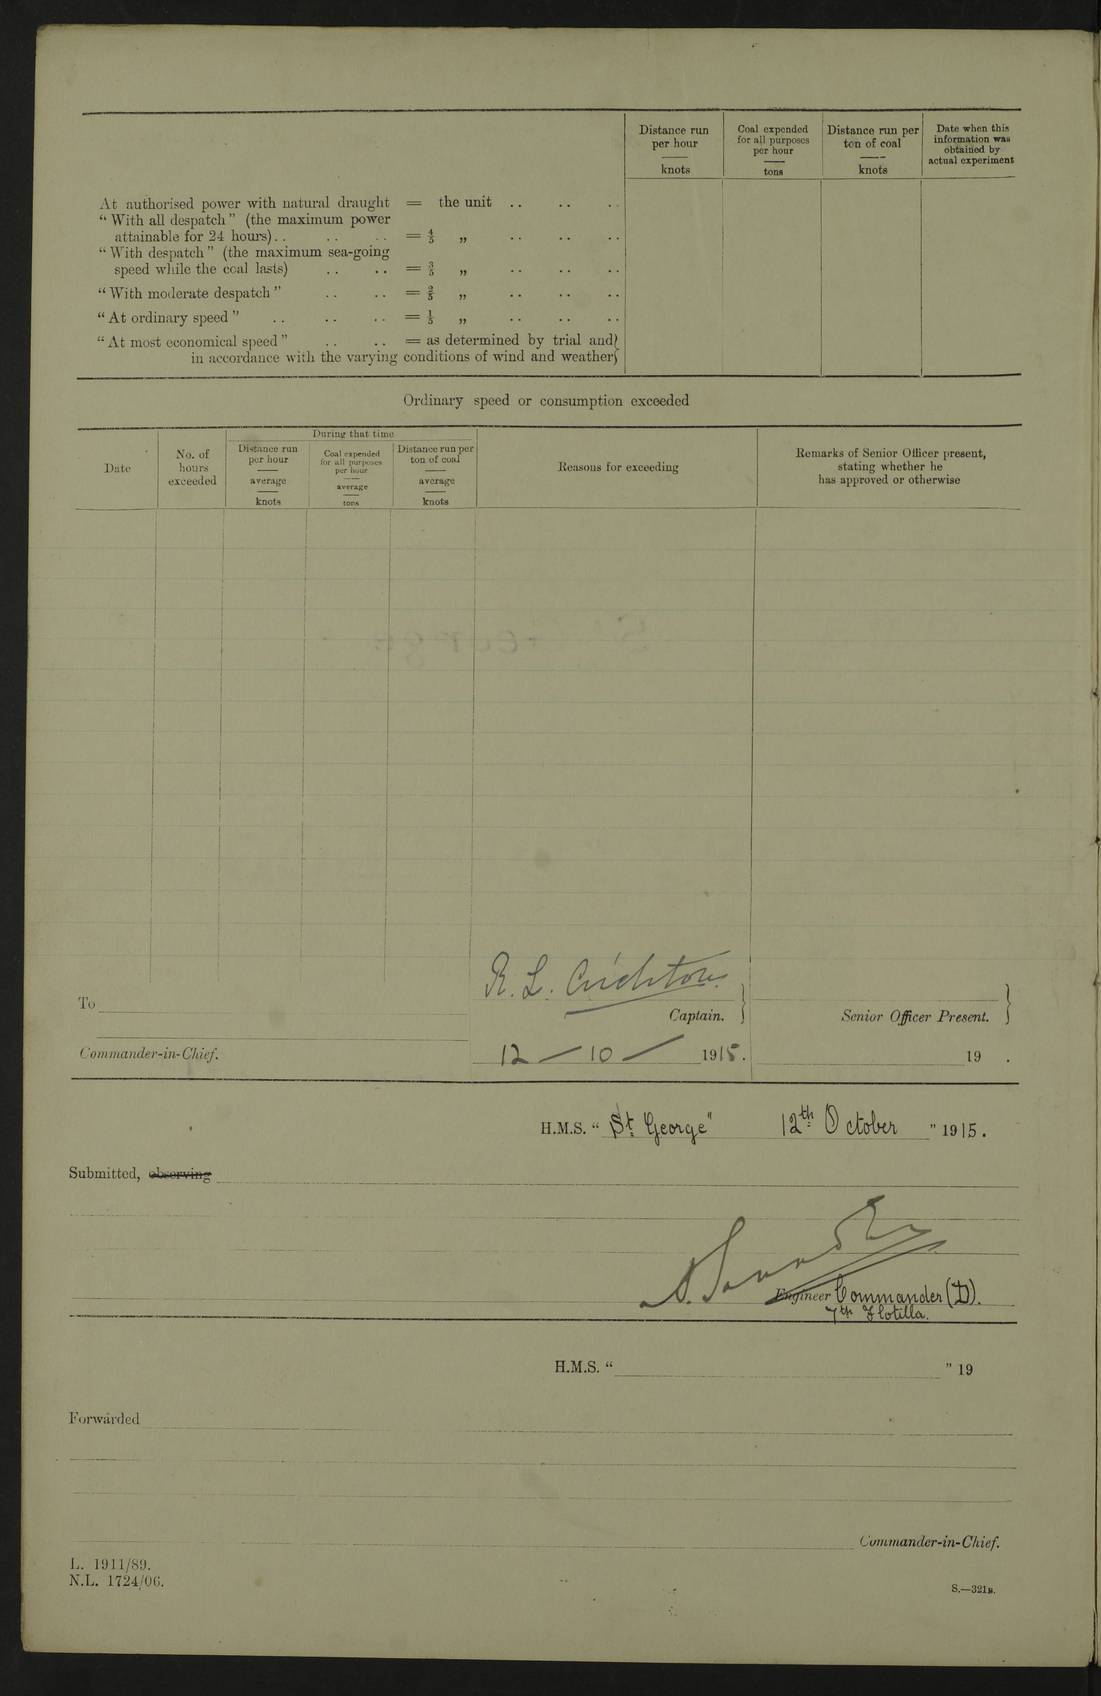 Distance run per hour knots
Coal expended for all purposes per hour tons
Distance run per ton of coal knots
Date when this information was obtained by actual experiment
At authorised power with natural draught = the unit .. .. ..
“With all despatch” (the maximum power
attainable for 24 hours).. .. .. = 4/5 „ .. .. ..
“With despatch” (the maximum sea-going
speed while the coal lasts) .. .. = 3/5 „ .. .. ..
“With moderate despatch” .. .. = 2/5 „ .. .. ..
“At ordinary speed” .. .. .. = 1/5 „ .. .. ..
“At most economical speed” .. .. = as determined by trial and
in accordance with the varying conditions of wind and weather
Ordinary speed or consumption exceeded
Date
No. of hours exceeded
During that time
Distance run per hour average knots
Coal expended for all purposes per hour average tons
Distance run per ton of coal average knots
Reasons for exceeding
Remarks of Senior Officer present, stating whether he has approved or otherwise
St George
R. L. Crichton.
To
Captain.
Senior Officer Present.
Commander-in-Chief.
12 — 10 — 1915.
19 .
H.M.S. “St George” 12th October ” 1915.
Submitted, observing
Engineer Commander (D).
7th Flotilla.
H.M.S. “ ” 19
Forwarded
Commander-in-Chief.
L. 1911/89.
N.L. 1724/06.
S.—321B.